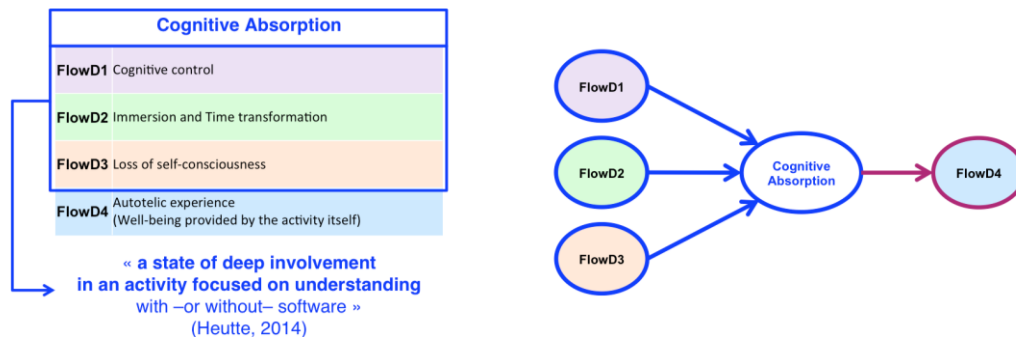 Cognitive Absorption
FlowD1 Cognitive control
FlowD2 Immersion and Time transformation
FlowD3 Loss of self-consciousness
FlowD4 Autotelic experience
(Well-being provided by the activity itself)
« a state of deep involvement
in an activity focused on understanding
with –or without– software »
(Heutte, 2014)
FlowD1
FlowD2
FlowD3
Cognitive
Absorption
FlowD4